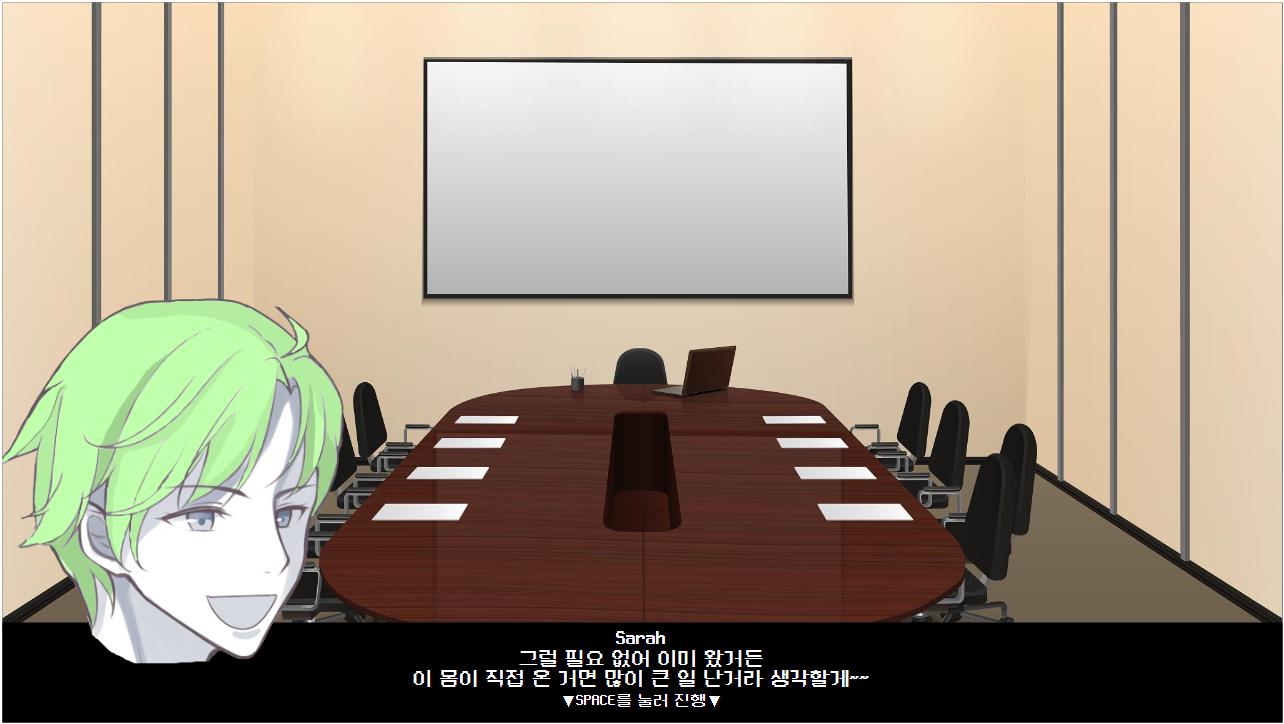 Sarah
그럴 필요 없어 이미 왔거든
이 몸이 직접 온 거면 많이 큰 일 난거라 생각할게~~
▼SPACE를 눌러 진행▼